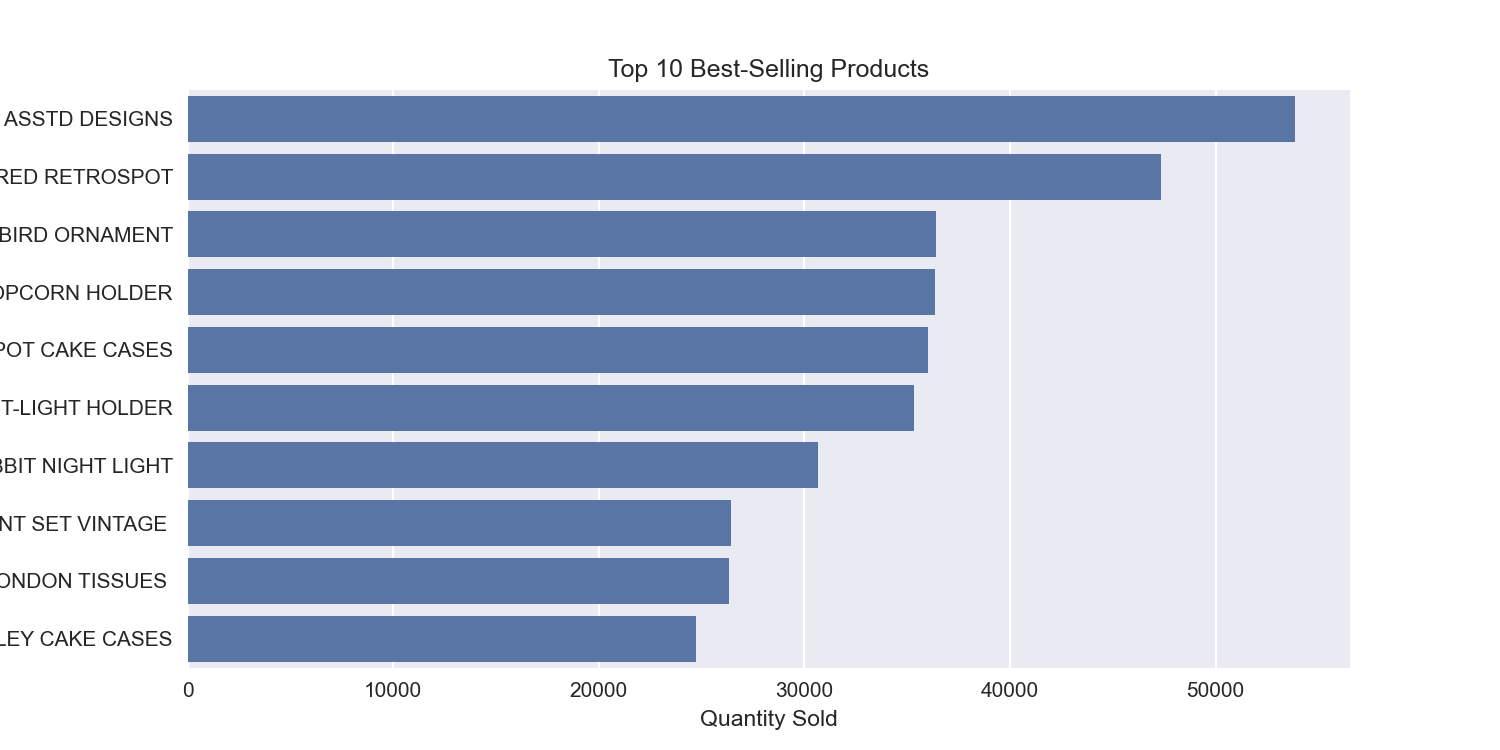 Top 10 Best-Selling Products
ASSTD DESIGNS
RED RETROSPOT
BIRD ORNAMENT
OPCORN HOLDER
POT CAKE CASES
T-LIGHT HOLDER
BBIT NIGHT LIGHT
NT SET VINTAGE
ONDON TISSUES
LEY CAKE CASES
0 10000 20000 30000 40000 50000
Quantity Sold